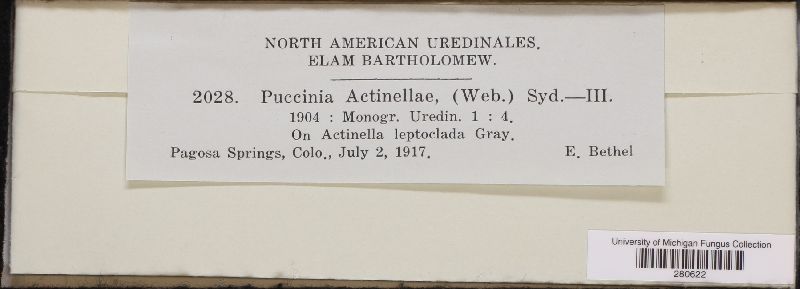 NORTH AMERICAN UREDINALES.
ELAM BARTHOLOMEW.
2028. Puccinia Actinellae, (Web.) Syd.—III.
1904 : Monogr. Uredin. 1 : 4.
On Actinella leptoclada Gray.
Pagosa Springs, Colo., July 2, 1917. E. Bethel
University of Michigan Fungus Collection
280622